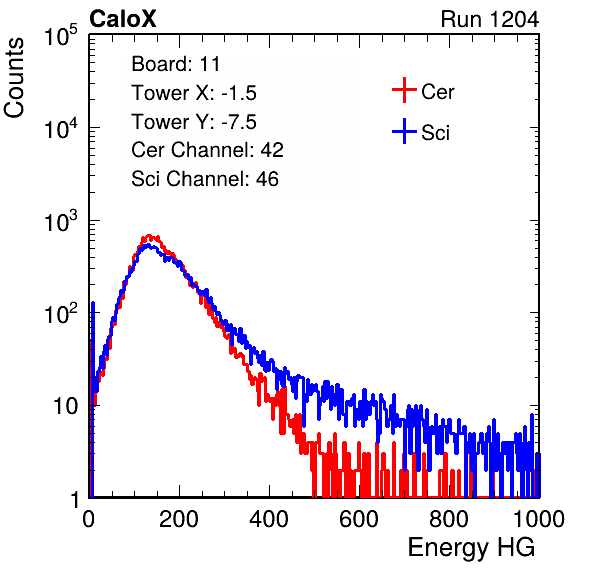 CaloX Run 1204
Counts
Board: 11
Tower X: -1.5
Tower Y: -7.5
Cer Channel: 42
Sci Channel: 46
Cer
Sci
10^5
10^4
10^3
10^2
10
1
0 200 400 600 800 1000
Energy HG